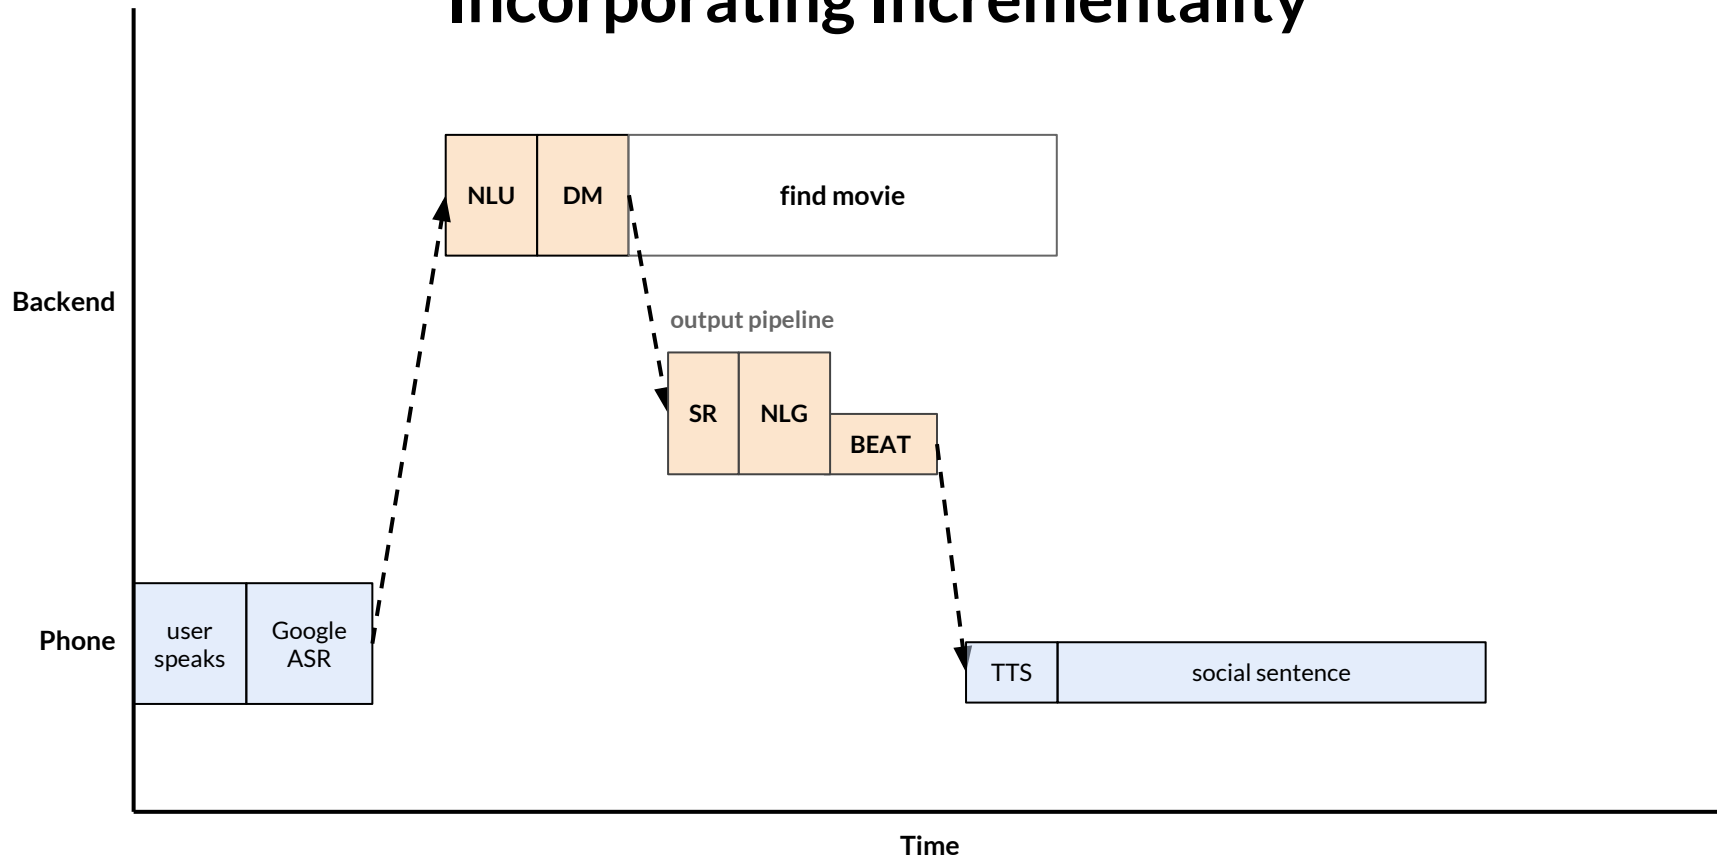 Incorporating Incrementality
NLU
DM
find movie
Backend
output pipeline
SR
NLG
BEAT
Phone
user
speaks
Google
ASR
TTS
social sentence
Time